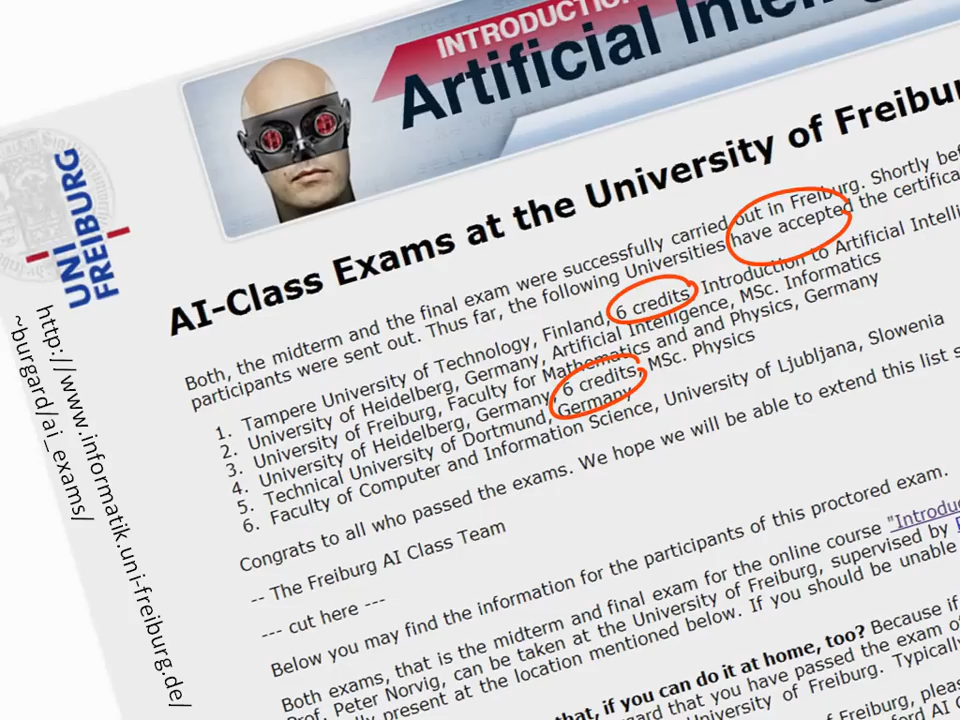 INTRODUCTION
Artificial Intellig
UNI
FREIBURG
AI-Class Exams at the University of Freibur
Both, the midterm and the final exam were successfully carried out in Freiburg. Shortly bef
participants were sent out. Thus far, the following Universities have accepted the certifica
1. Tampere University of Technology, Finland, 6 credits, Introduction to Artificial Intelli
2. University of Heidelberg, Germany, Artificial Intelligence, MSc. Informatics
3. University of Freiburg, Faculty for Mathematics and and Physics, Germany
4. University of Heidelberg, Germany, 6 credits, MSc. Physics
5. Technical University of Dortmund, Germany
6. Faculty of Computer and Information Science, University of Ljubljana, Slowenia
Congrats to all who passed the exams. We hope we will be able to extend this list s
-- The Freiburg AI Class Team
--- cut here ---
Below you may find the information for the participants of this proctored exam.
Both exams, that is the midterm and final exam for the online course "Introduc
Prof. Peter Norvig, can be taken at the University of Freiburg, supervised by
lly present at the location mentioned below. If you should be unable
that, if you can do it at home, too? Because if
gard that you have passed the exam o
University of Freiburg. Typically
of Freiburg, pleas
ford AI C
http://www.informatik.uni-freiburg.de/
~burgard/ai_exams/